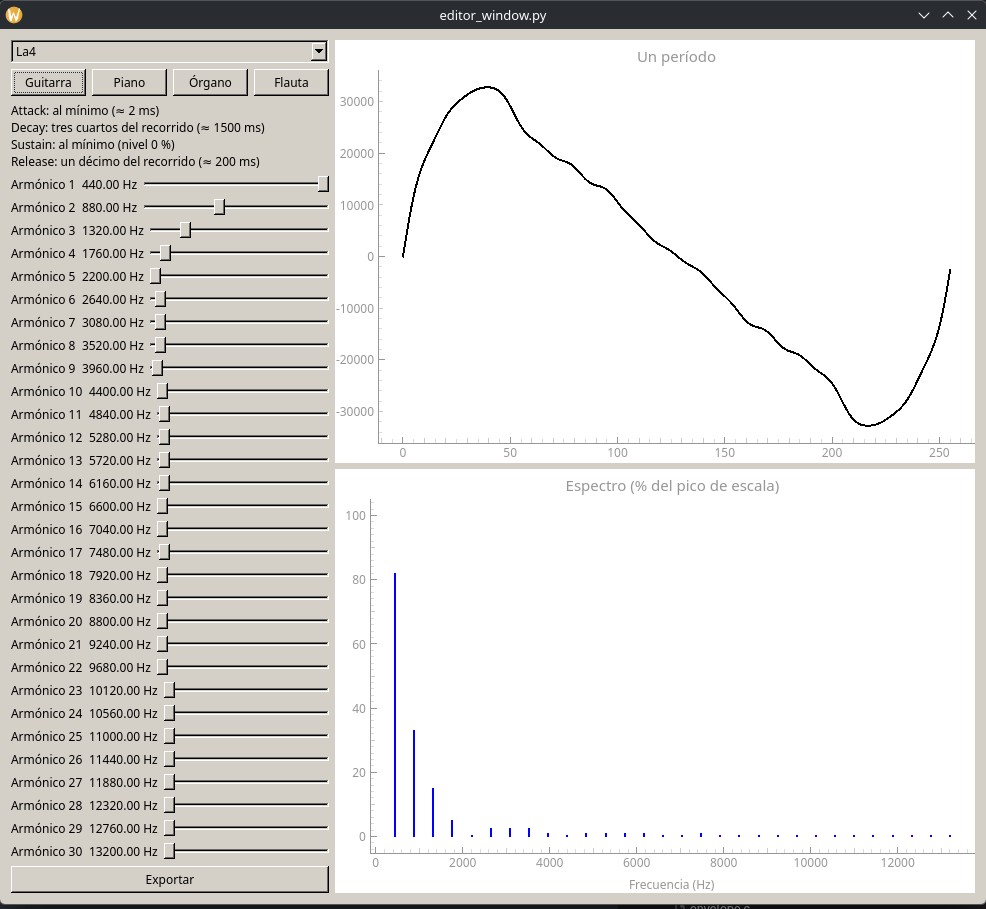 editor_window.py
La4
Guitarra Piano Órgano Flauta
Attack: al mínimo (≈ 2 ms)
Decay: tres cuartos del recorrido (≈ 1500 ms)
Sustain: al mínimo (nivel 0 %)
Release: un décimo del recorrido (≈ 200 ms)
Armónico 1 440.00 Hz
Armónico 2 880.00 Hz
Armónico 3 1320.00 Hz
Armónico 4 1760.00 Hz
Armónico 5 2200.00 Hz
Armónico 6 2640.00 Hz
Armónico 7 3080.00 Hz
Armónico 8 3520.00 Hz
Armónico 9 3960.00 Hz
Armónico 10 4400.00 Hz
Armónico 11 4840.00 Hz
Armónico 12 5280.00 Hz
Armónico 13 5720.00 Hz
Armónico 14 6160.00 Hz
Armónico 15 6600.00 Hz
Armónico 16 7040.00 Hz
Armónico 17 7480.00 Hz
Armónico 18 7920.00 Hz
Armónico 19 8360.00 Hz
Armónico 20 8800.00 Hz
Armónico 21 9240.00 Hz
Armónico 22 9680.00 Hz
Armónico 23 10120.00 Hz
Armónico 24 10560.00 Hz
Armónico 25 11000.00 Hz
Armónico 26 11440.00 Hz
Armónico 27 11880.00 Hz
Armónico 28 12320.00 Hz
Armónico 29 12760.00 Hz
Armónico 30 13200.00 Hz
Exportar
Un período
30000
20000
10000
0
-10000
-20000
-30000
0 50 100 150 200 250
Espectro (% del pico de escala)
100
80
60
40
20
0
0 2000 4000 6000 8000 10000 12000
Frecuencia (Hz)